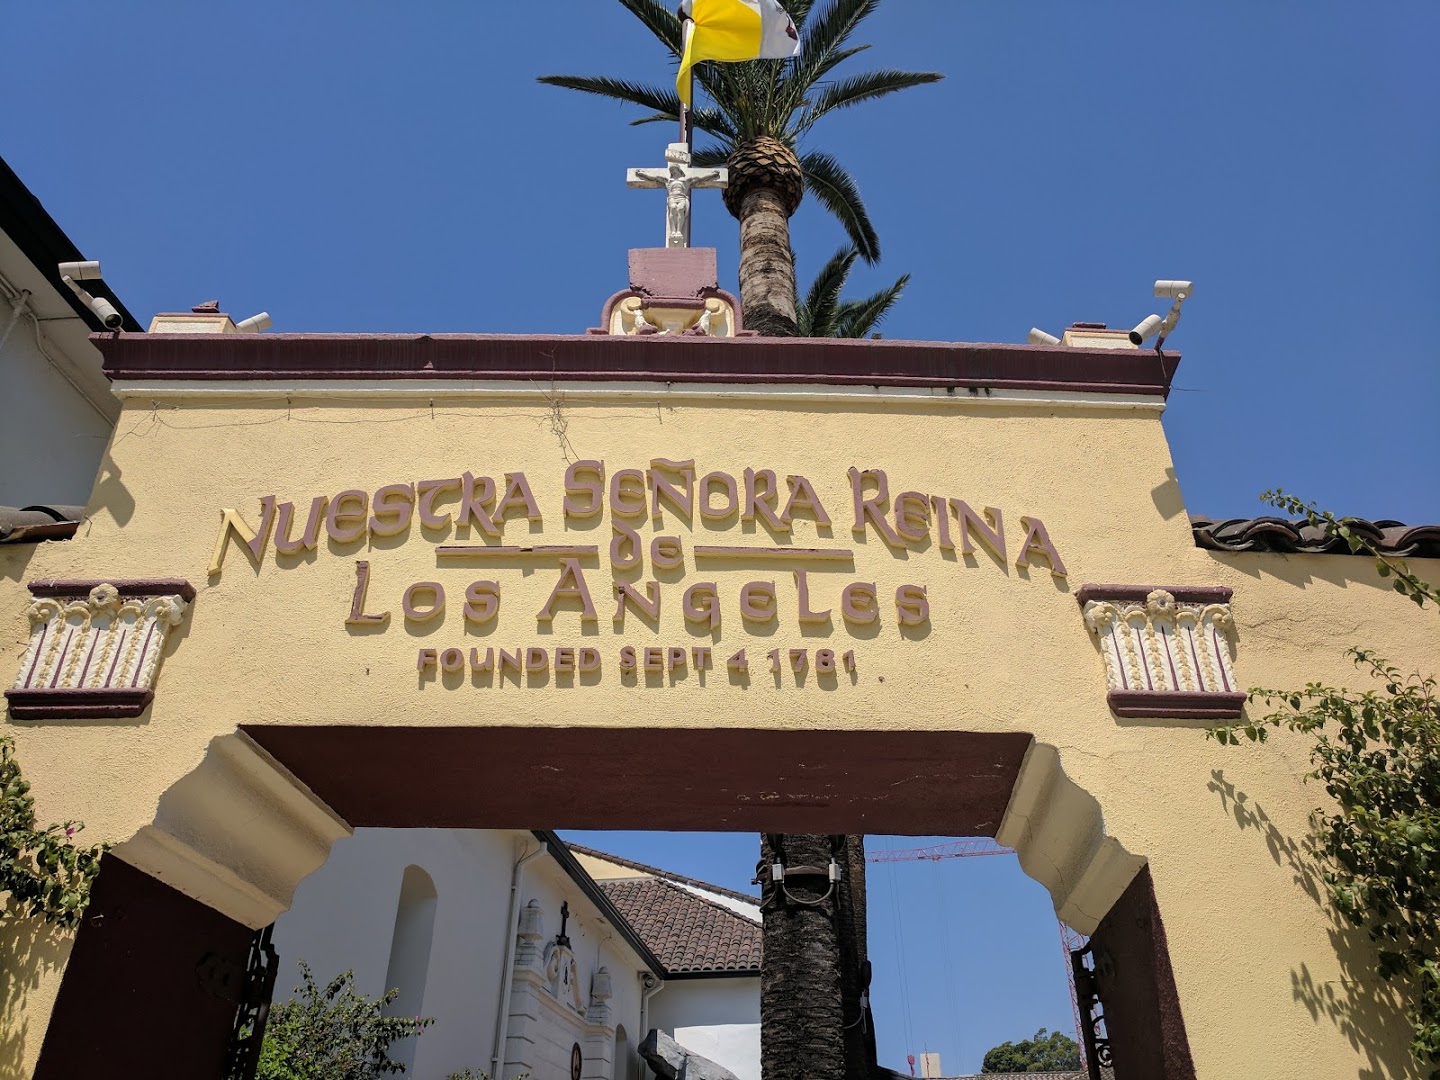 Nuestra Señora Reina
de
Los Angeles
FOUNDED SEPT 4 1781